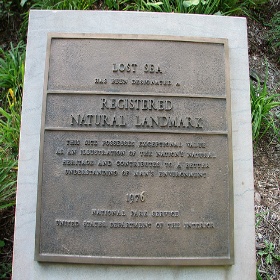 LOST SEA
HAS BEEN DESIGNATED A
REGISTERED
NATURAL LANDMARK
THIS SITE POSSESSES EXCEPTIONAL VALUE
AS AN ILLUSTRATION OF THE NATION'S NATURAL
HERITAGE AND CONTRIBUTES TO A BETTER
UNDERSTANDING OF MAN'S ENVIRONMENT
1976
NATIONAL PARK SERVICE
UNITED STATES DEPARTMENT OF THE INTERIOR